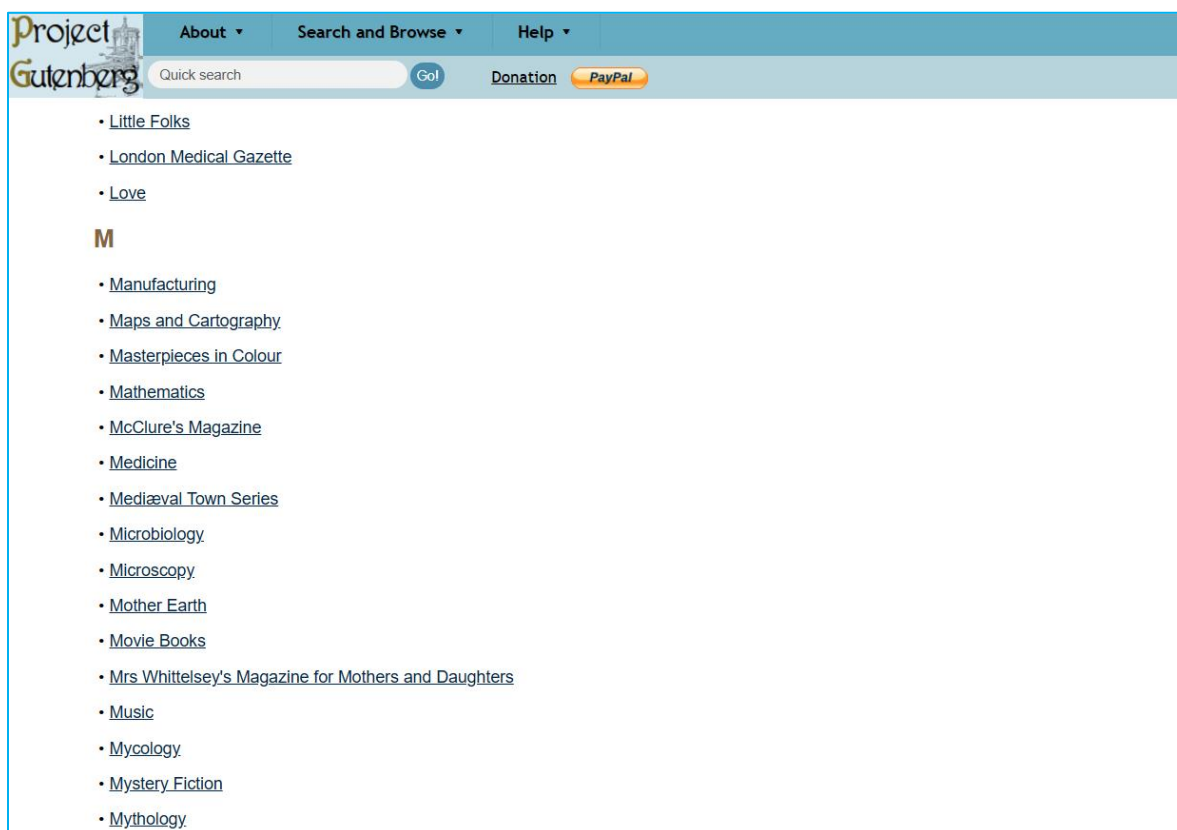 Project Gutenberg
About ▾ Search and Browse ▾ Help ▾
Quick search Go! Donation PayPal
• Little Folks
• London Medical Gazette
• Love
M
• Manufacturing
• Maps and Cartography
• Masterpieces in Colour
• Mathematics
• McClure's Magazine
• Medicine
• Mediæval Town Series
• Microbiology
• Microscopy
• Mother Earth
• Movie Books
• Mrs Whittelsey's Magazine for Mothers and Daughters
• Music
• Mycology
• Mystery Fiction
• Mythology